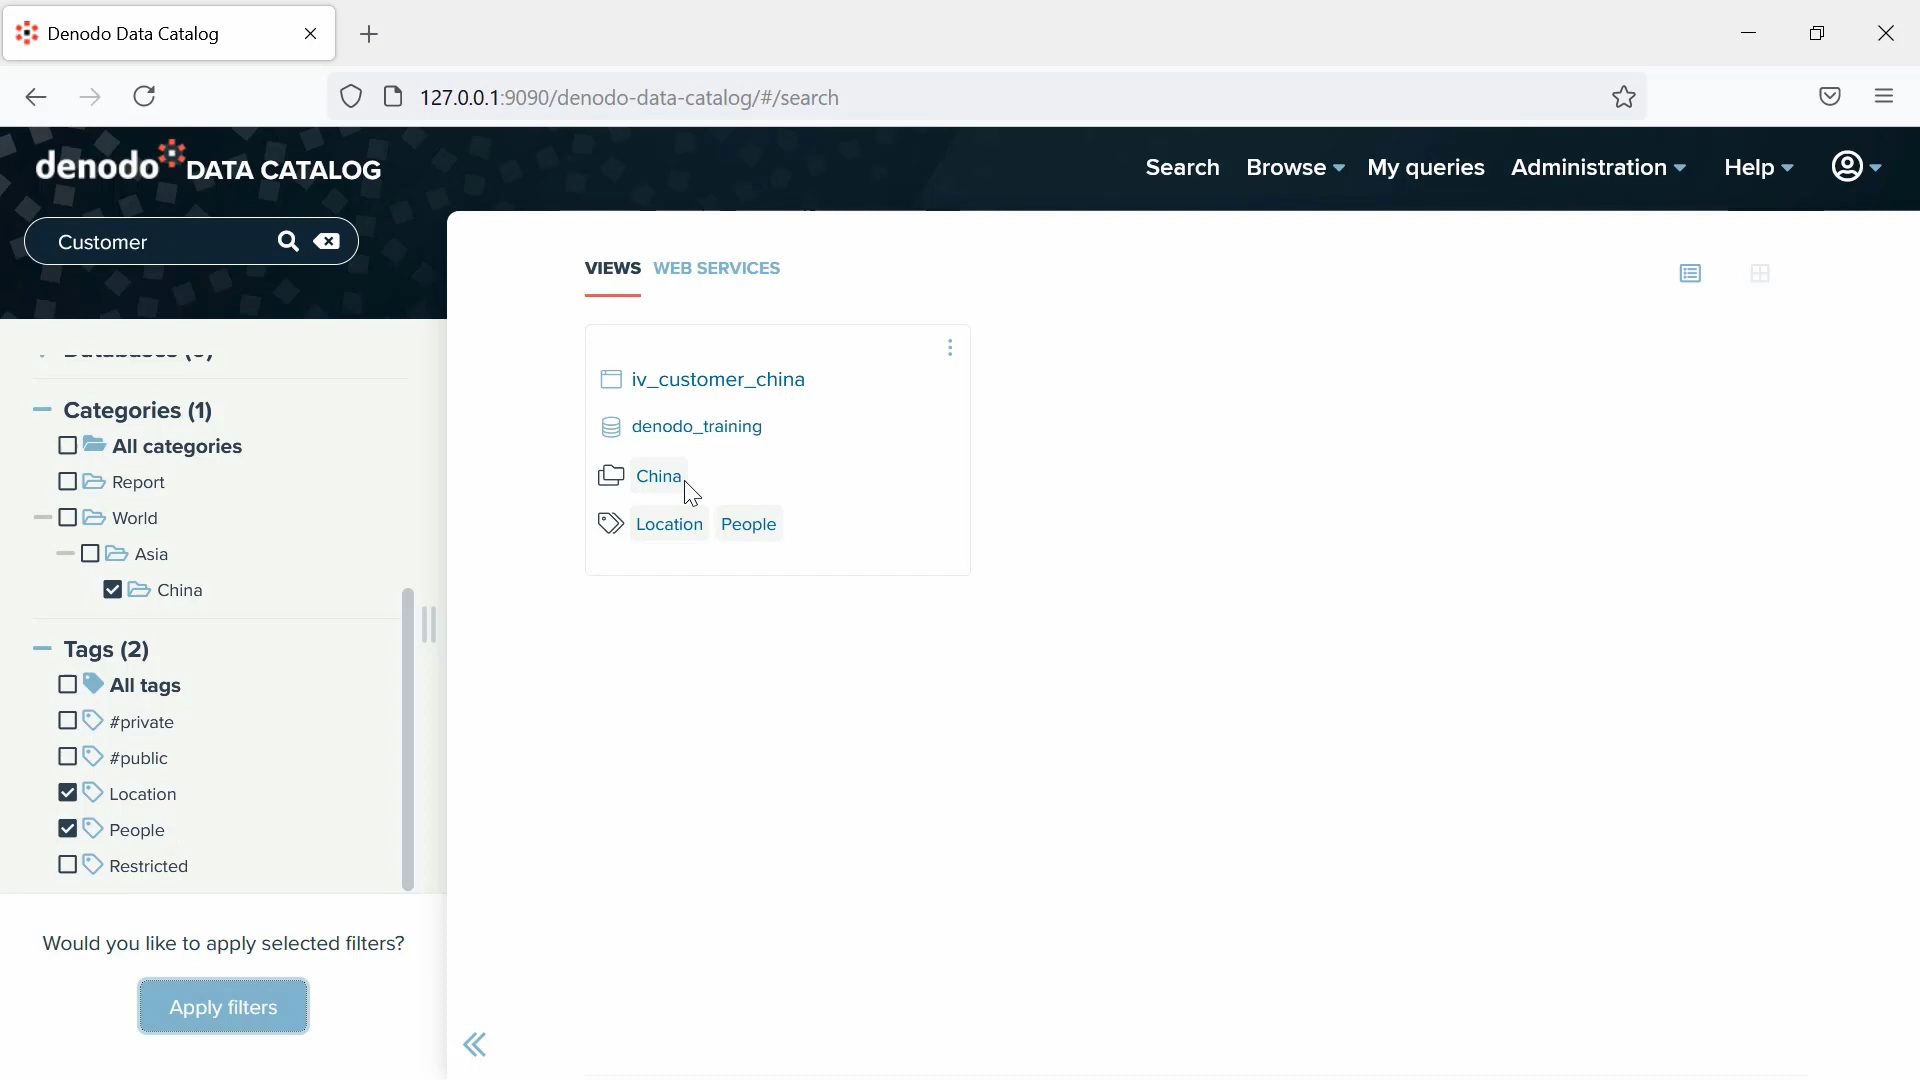 Denodo Data Catalog
127.0.0.1:9090/denodo-data-catalog/#/search
denodo DATA CATALOG
Search Browse My queries Administration Help
Customer
VIEWS WEB SERVICES
iv_customer_china
denodo_training
China
Location People
Categories (1)
All categories
Report
World
Asia
China
Tags (2)
All tags
#private
#public
Location
People
Restricted
Would you like to apply selected filters?
Apply filters